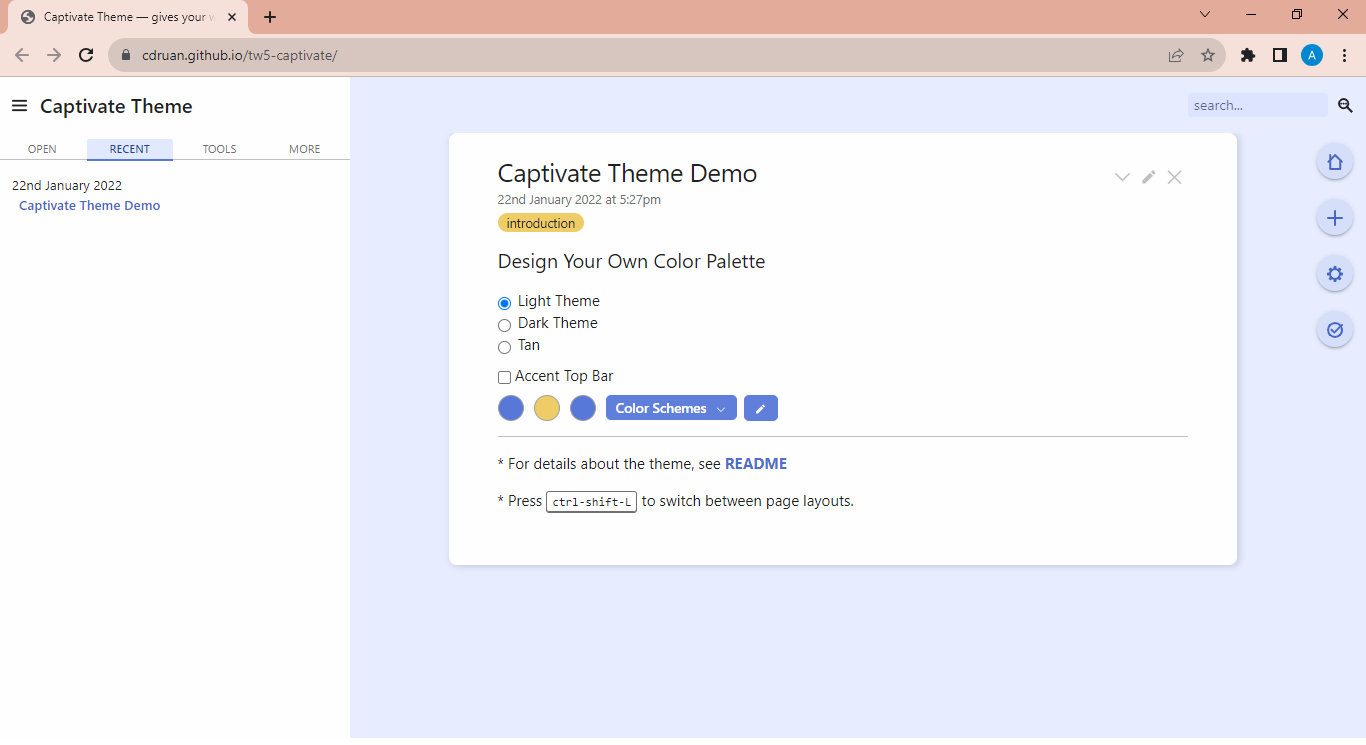 Captivate Theme — gives your
cdruan.github.io/tw5-captivate/
A
Captivate Theme
search...
OPEN RECENT TOOLS MORE
22nd January 2022
Captivate Theme Demo
Captivate Theme Demo
22nd January 2022 at 5:27pm
introduction
Design Your Own Color Palette
Light Theme
Dark Theme
Tan
Accent Top Bar
Color Schemes
* For details about the theme, see README
* Press ctrl-shift-L to switch between page layouts.